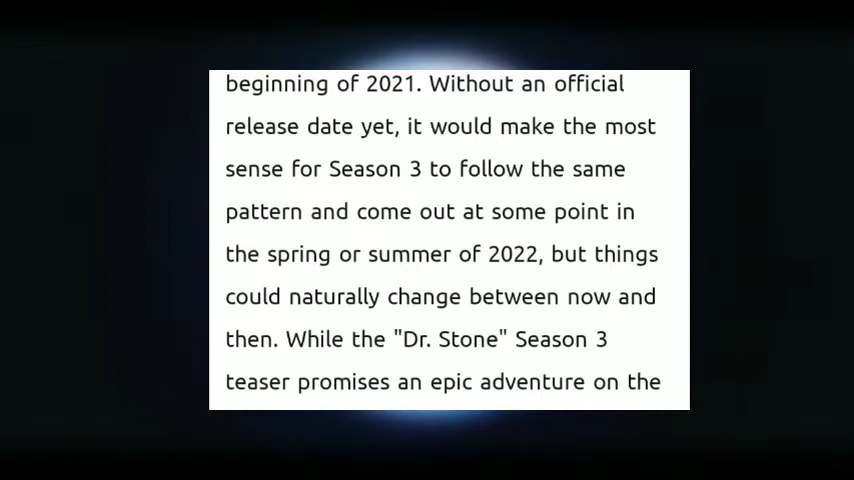 beginning of 2021. Without an official
release date yet, it would make the most
sense for Season 3 to follow the same
pattern and come out at some point in
the spring or summer of 2022, but things
could naturally change between now and
then. While the "Dr. Stone" Season 3
teaser promises an epic adventure on the